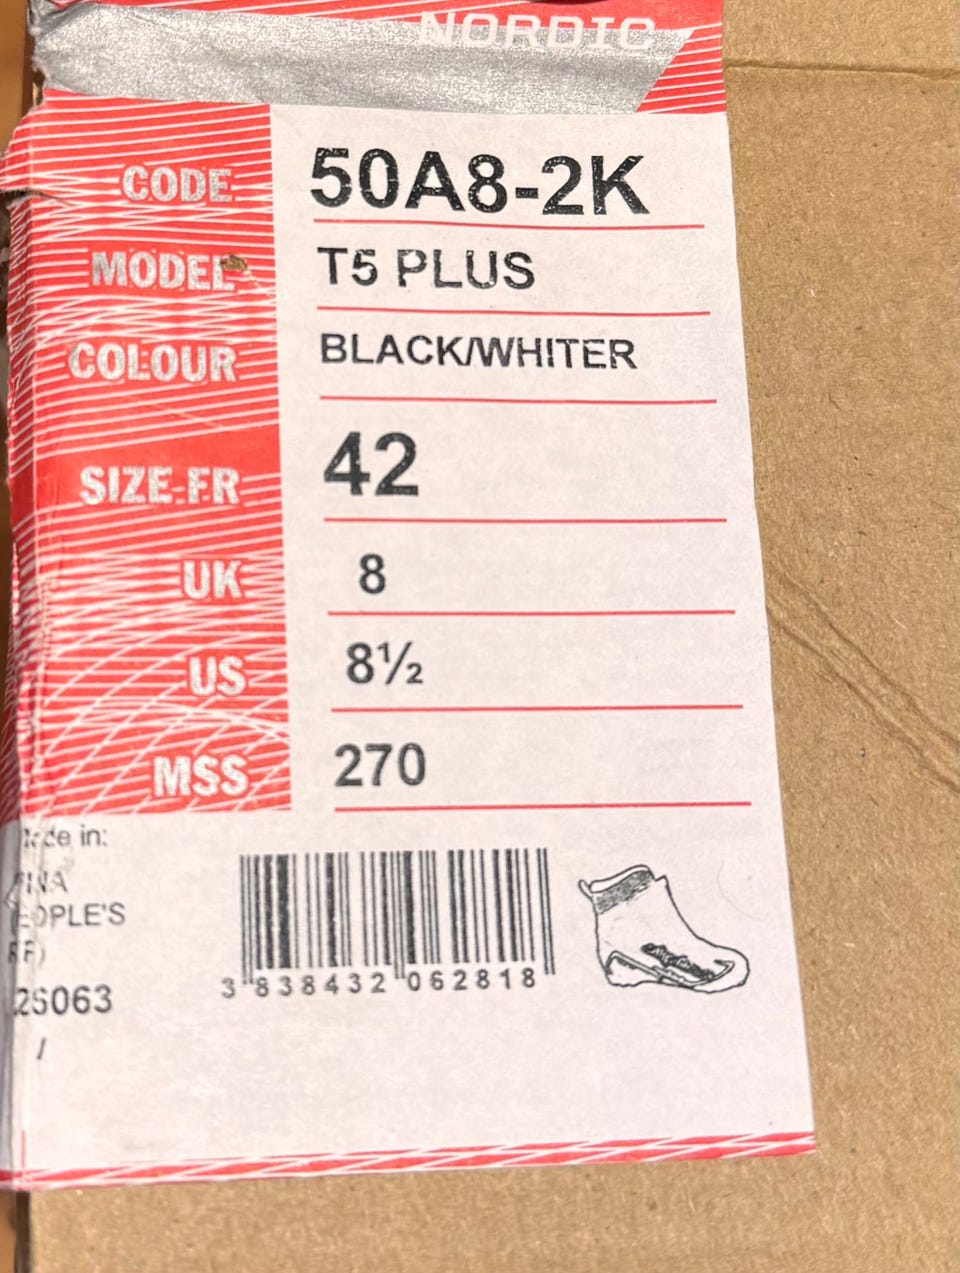 NORDIC
CODE 50A8-2K
MODEL T5 PLUS
COLOUR BLACK/WHITER
SIZE-FR 42
UK 8
US 8½
MSS 270
in:
3 838432 062818